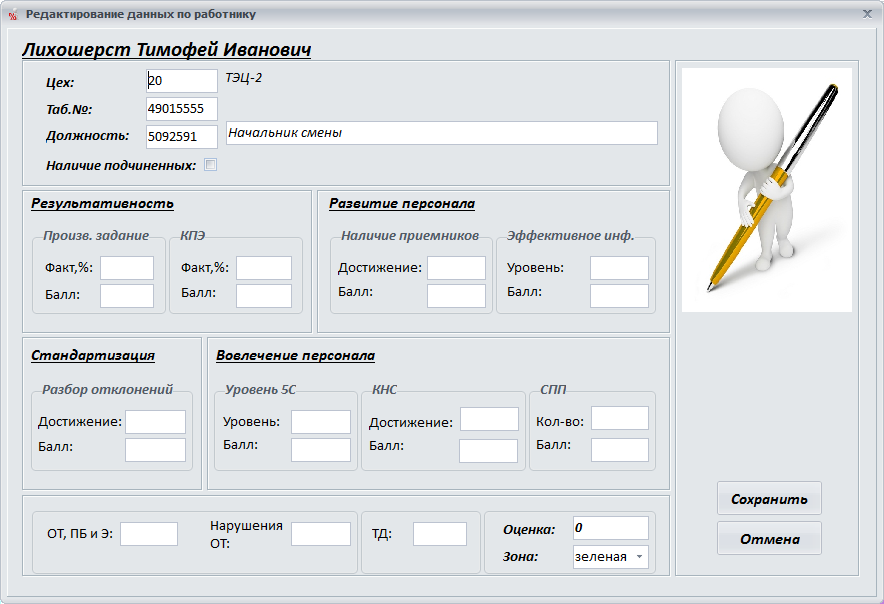 Редактирование данных по работнику
Лихошерст Тимофей Иванович
Цех: 20 ТЭЦ-2
Таб.№: 49015555
Должность: 5092591 Начальник смены
Наличие подчиненных:
Результативность
Произв. задание КПЭ
Факт,%: Факт,%:
Балл: Балл:
Развитие персонала
Наличие приемников Эффективное инф.
Достижение: Уровень:
Балл: Балл:
Стандартизация
Разбор отклонений
Достижение:
Балл:
Вовлечение персонала
Уровень 5С КНС СПП
Уровень: Достижение: Кол-во:
Балл: Балл: Балл:
ОТ, ПБ и Э: Нарушения ОТ: ТД:
Оценка: 0
Зона: зеленая
Сохранить
Отмена